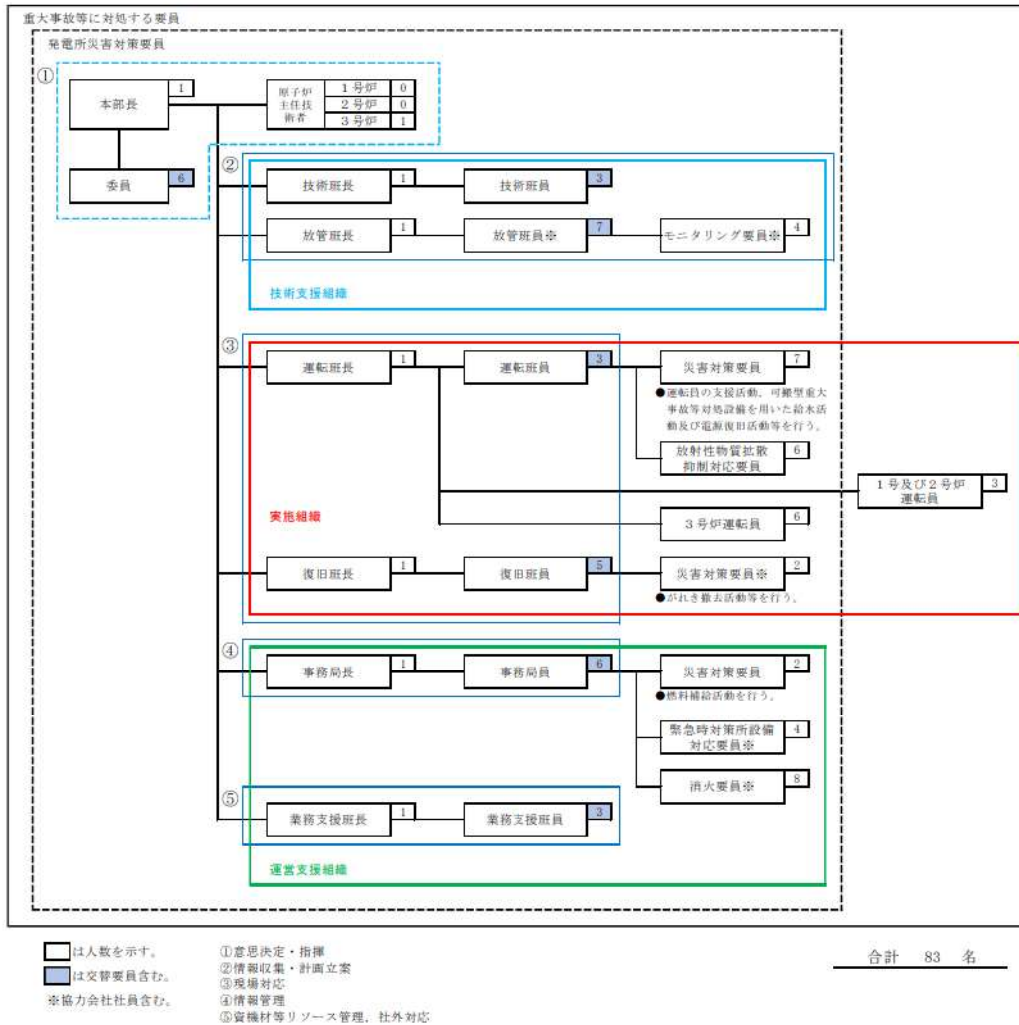 重大事故等に対処する要員
発電所災害対策要員
①
本部長
1
原子炉
主任技
術者
1号炉 0
2号炉 0
3号炉 1
委員
6
②
技術班長
1
技術班員
3
放管班長
1
放管班員※
7
モニタリング要員※
4
技術支援組織
③
運転班長
1
運転班員
3
災害対策要員
7
●運転員の支援活動、可搬型重大
事故等対処設備を用いた給水活
動及び電源復旧活動等を行う。
放射性物質拡散
抑制対応要員
6
1号及び2号炉
運転員
3
3号炉運転員
6
実施組織
復旧班長
1
復旧班員
5
災害対策要員※
2
●がれき撤去活動等を行う。
④
事務局長
1
事務局員
6
災害対策要員
2
●燃料補給活動を行う。
緊急時対策所設備
対応要員※
4
消火要員※
8
⑤
業務支援班長
1
業務支援班員
3
運営支援組織
は人数を示す。
は交替要員含む。
※協力会社社員含む。
①意思決定・指揮
②情報収集・計画立案
③現場対応
④情報管理
⑤資機材等リソース管理、社外対応
合計 83 名